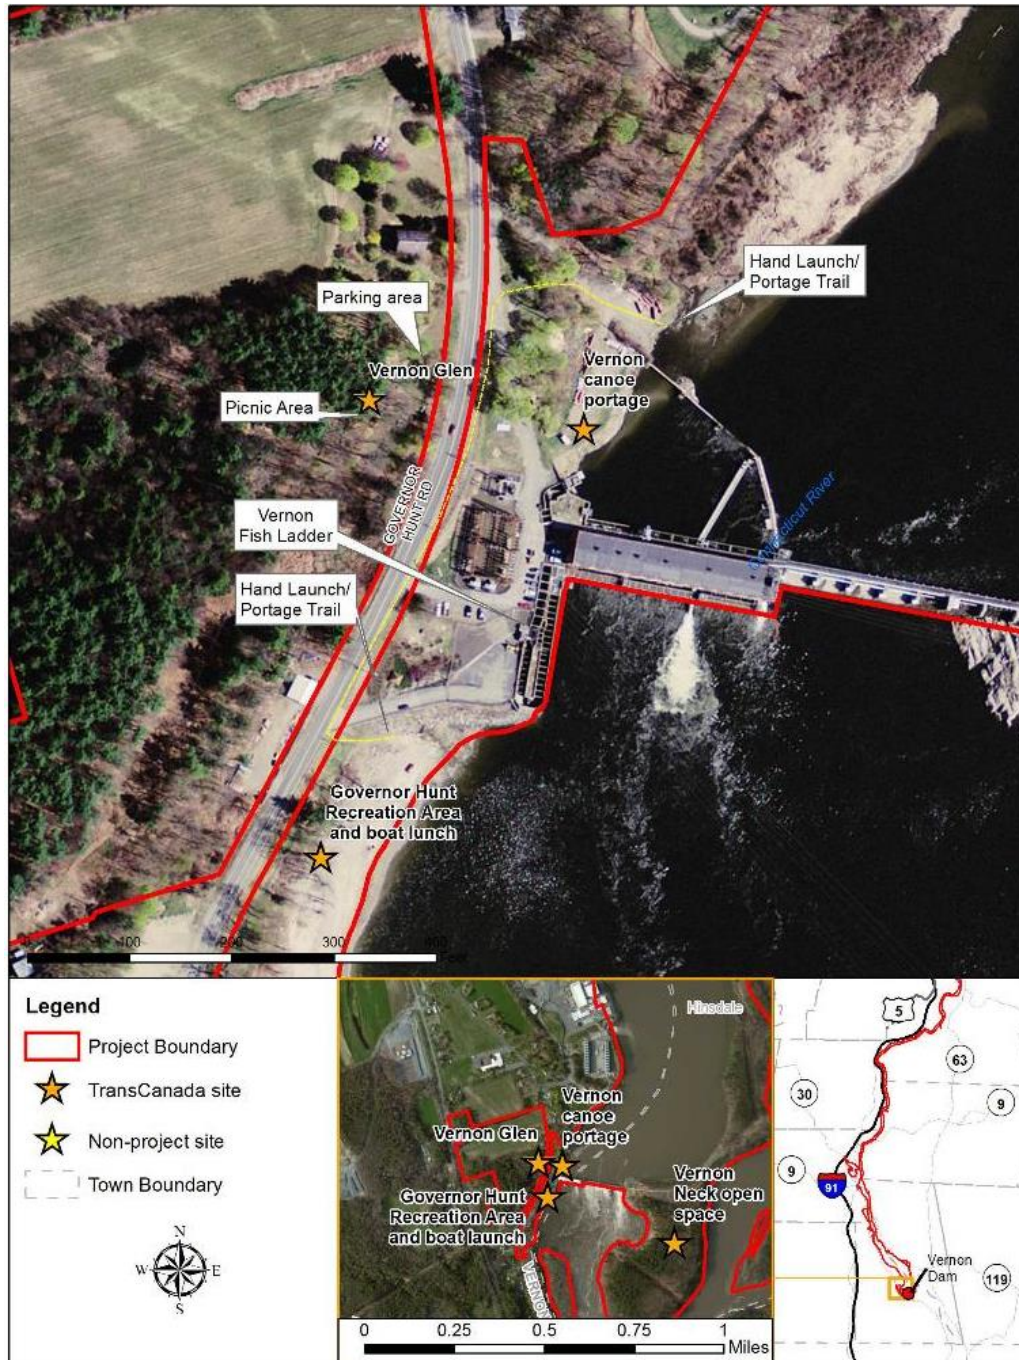 Hand Launch/
Portage Trail
Parking area
Vernon Glen
Vernon
canoe
portage
Picnic Area
GOVERNOR
HUNT RD
Vernon
Fish Ladder
Connecticut River
Hand Launch/
Portage Trail
Governor Hunt
Recreation Area
and boat lunch
0 100 200 300 400
Feet
Legend
Project Boundary
TransCanada site
Non-project site
Town Boundary
N
W E
S
Hinsdale
Vernon
canoe
portage
Vernon Glen
Vernon
Neck open
space
Governor Hunt
Recreation Area
and boat launch
VERNON
0 0.25 0.5 0.75 1
Miles
5
63
30
9
9
91
Vernon
Dam
119